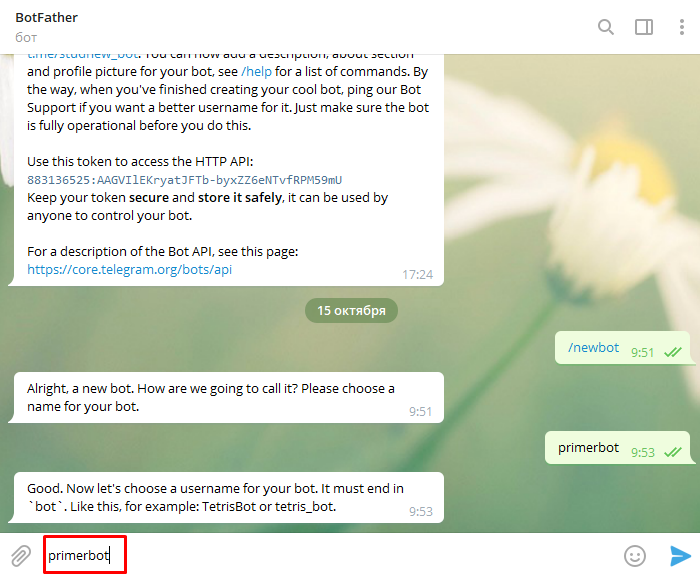 BotFather
бот
t.me/studnew_bot. You can now add a description, about section
and profile picture for your bot, see /help for a list of commands. By
the way, when you've finished creating your cool bot, ping our Bot
Support if you want a better username for it. Just make sure the bot
is fully operational before you do this.
Use this token to access the HTTP API:
883136525:AAGVIlEKryatJFTb-byxZZ6eNTvfRPM59mU
Keep your token secure and store it safely, it can be used by
anyone to control your bot.
For a description of the Bot API, see this page:
https://core.telegram.org/bots/api
17:24
15 октября
/newbot 9:51
Alright, a new bot. How are we going to call it? Please choose a
name for your bot.
9:51
primerbot 9:53
Good. Now let's choose a username for your bot. It must end in
`bot`. Like this, for example: TetrisBot or tetris_bot.
9:53
primerbot